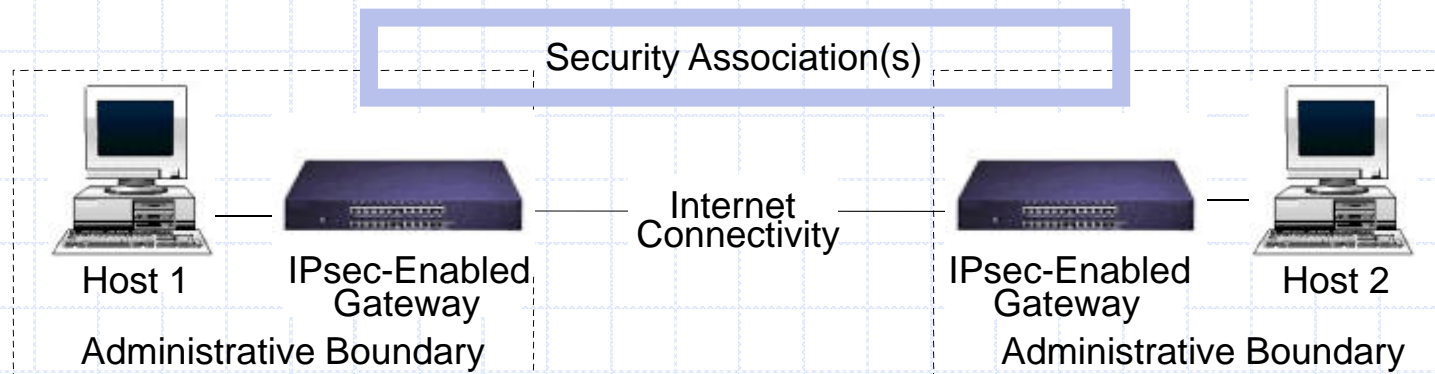 Security Association(s)
Internet
Connectivity
Host 1
IPsec-Enabled
Gateway
IPsec-Enabled
Gateway
Host 2
Administrative Boundary
Administrative Boundary